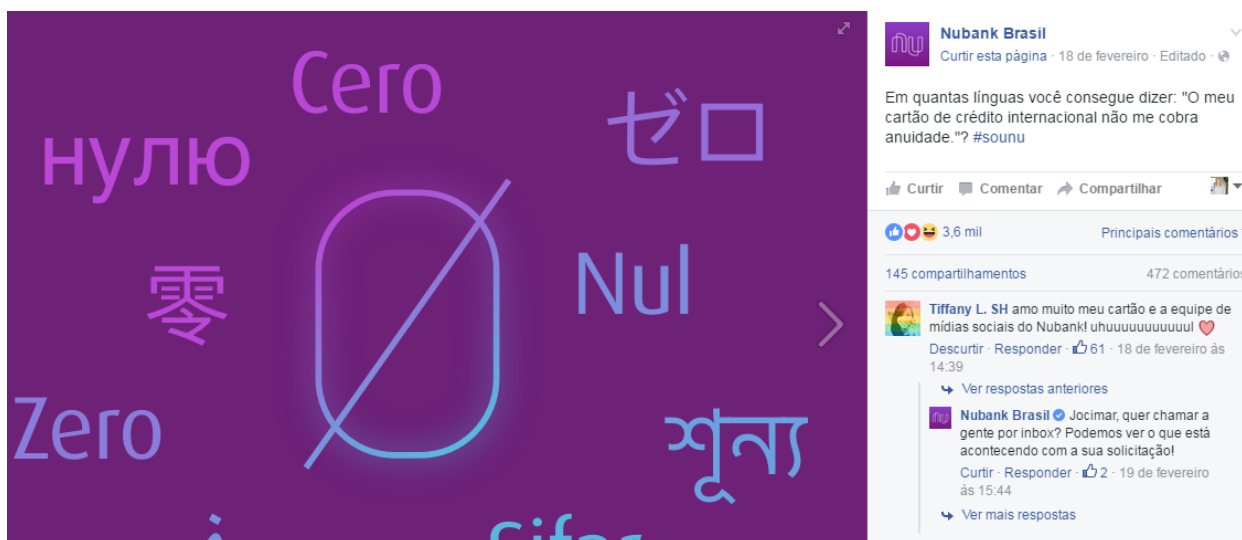 Cero
ゼロ
нулю
Nul
零
Zero
শূন্য
Sifar
nu
Nubank Brasil
Curtir esta página · 18 de fevereiro · Editado ·
Em quantas línguas você consegue dizer: "O meu
cartão de crédito internacional não me cobra
anuidade."? #sounu
Curtir Comentar Compartilhar
3,6 mil Principais comentários
145 compartilhamentos 472 comentários
Tiffany L. SH amo muito meu cartão e a equipe de
mídias sociais do Nubank! uhuuuuuuuuuuul
Descurtir · Responder · 61 · 18 de fevereiro às
14:39
Ver respostas anteriores
nu
Nubank Brasil Jocimar, quer chamar a
gente por inbox? Podemos ver o que está
acontecendo com a sua solicitação!
Curtir · Responder · 2 · 19 de fevereiro
às 15:44
Ver mais respostas